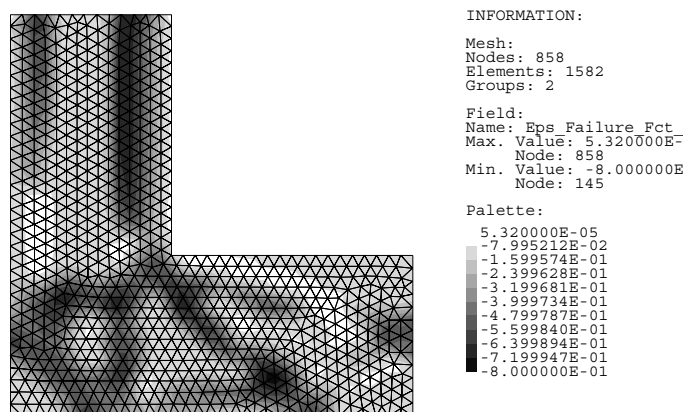 INFORMATION:
Mesh:
Nodes: 858
Elements: 1582
Groups: 2
Field:
Name: Eps_Failure_Fct_
Max. Value: 5.320000E-
Node: 858
Min. Value: -8.000000E
Node: 145
Palette:
5.320000E-05
-7.995212E-02
-1.599574E-01
-2.399628E-01
-3.199681E-01
-3.999734E-01
-4.799787E-01
-5.599840E-01
-6.399894E-01
-7.199947E-01
-8.000000E-01